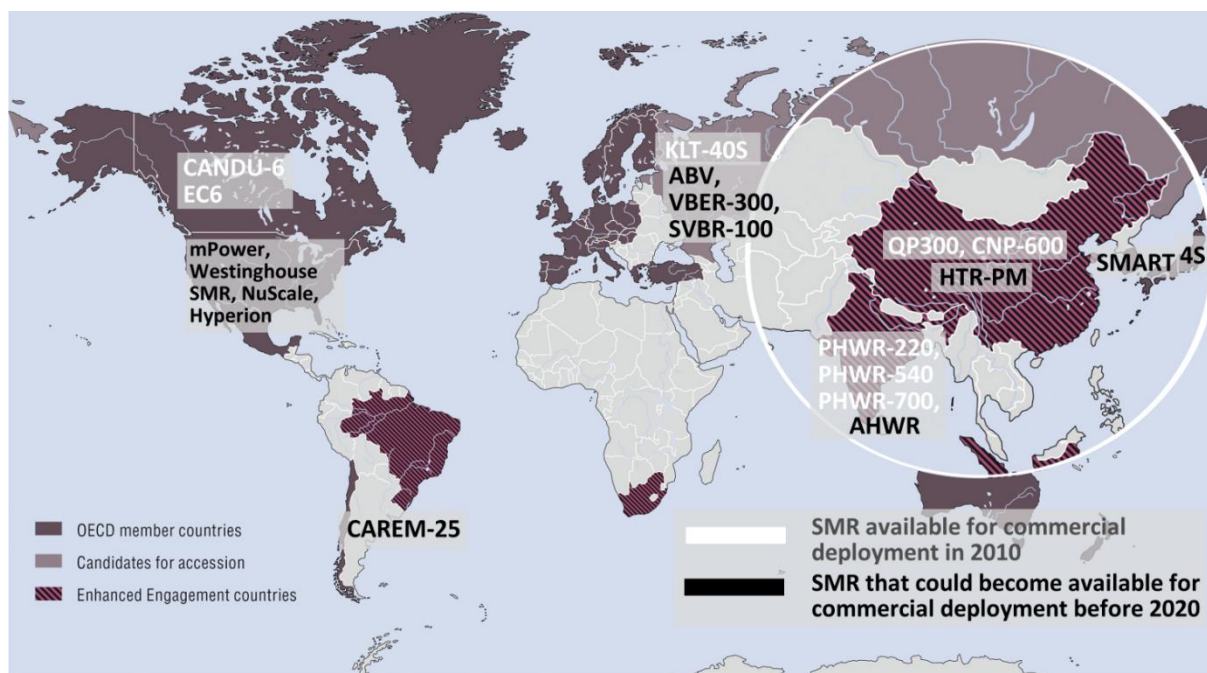 CANDU-6
EC6
mPower,
Westinghouse
SMR, NuScale,
Hyperion
KLT-40S
ABV,
VBER-300,
SVBR-100
QP300, CNP-600
HTR-PM
SMART
4S
PHWR-220,
PHWR-540
PHWR-700,
AHWR
CAREM-25
OECD member countries
Candidates for accession
Enhanced Engagement countries
SMR available for commercial
deployment in 2010
SMR that could become available for
commercial deployment before 2020